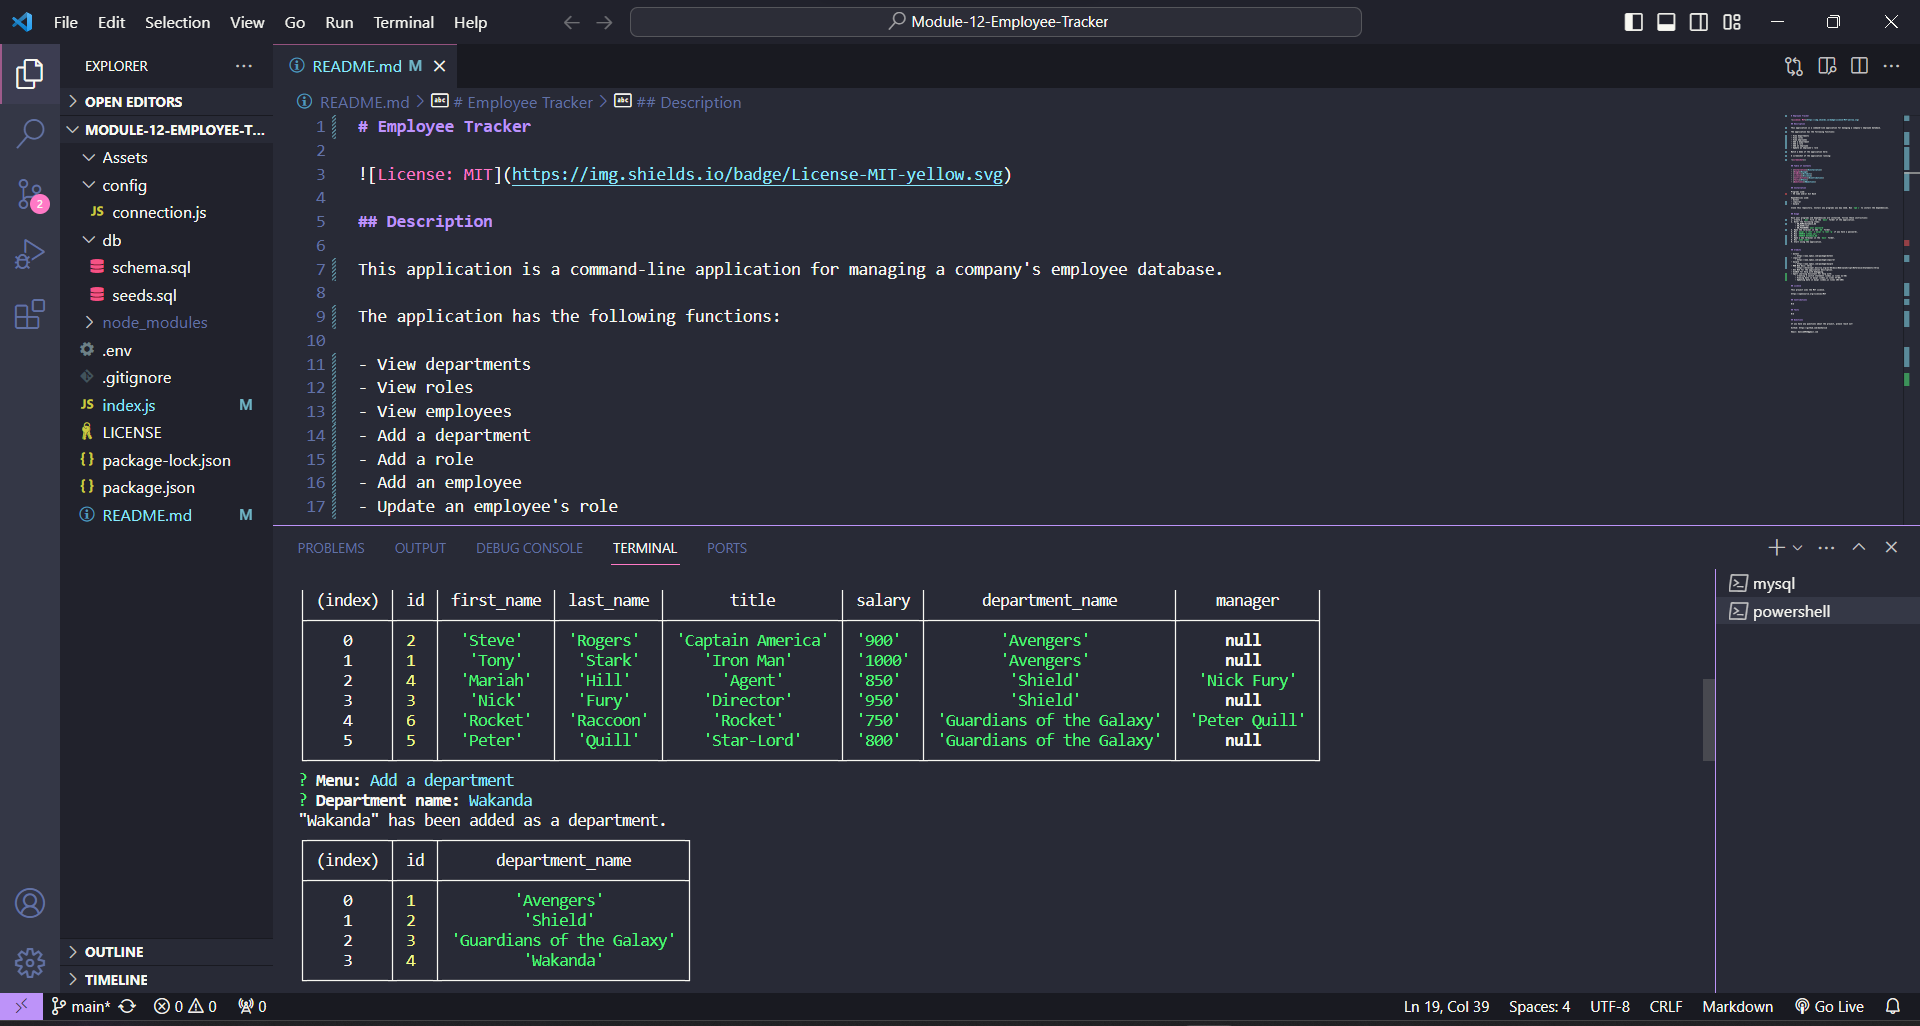 File Edit Selection View Go Run Terminal Help
Module-12-Employee-Tracker
EXPLORER
OPEN EDITORS
MODULE-12-EMPLOYEE-T...
Assets
config
JS connection.js
db
schema.sql
seeds.sql
node_modules
.env
.gitignore
JS index.js M
LICENSE
{} package-lock.json
{} package.json
README.md M
OUTLINE
TIMELINE
2
README.md M
README.md > # Employee Tracker > ## Description
1 # Employee Tracker
2
3 ![License: MIT](https://img.shields.io/badge/License-MIT-yellow.svg)
4
5 ## Description
6
7 This application is a command-line application for managing a company's employee database.
8
9 The application has the following functions:
10
11 - View departments
12 - View roles
13 - View employees
14 - Add a department
15 - Add a role
16 - Add an employee
17 - Update an employee's role
PROBLEMS OUTPUT DEBUG CONSOLE TERMINAL PORTS
(index) id first_name last_name title salary department_name manager
0 2 'Steve' 'Rogers' 'Captain America' '900' 'Avengers' null
1 1 'Tony' 'Stark' 'Iron Man' '1000' 'Avengers' null
2 4 'Mariah' 'Hill' 'Agent' '850' 'Shield' 'Nick Fury'
3 3 'Nick 'Fury' 'Director' '950' 'Shield' null
4 6 'Rocket' 'Raccoon' 'Rocket' '750' 'Guardians of the Galaxy' 'Peter Quill'
5 5 'Peter' 'Quill' 'Star-Lord' '800' 'Guardians of the Galaxy' null
? Menu: Add a department
? Department name: Wakanda
"Wakanda" has been added as a department.
(index) id department_name
0 1 'Avengers'
1 2 'Shield'
2 3 'Guardians of the Galaxy'
3 4 'Wakanda'
mysql
powershell
main* 0 0 0
Ln 19, Col 39 Spaces: 4 UTF-8 CRLF Markdown Go Live